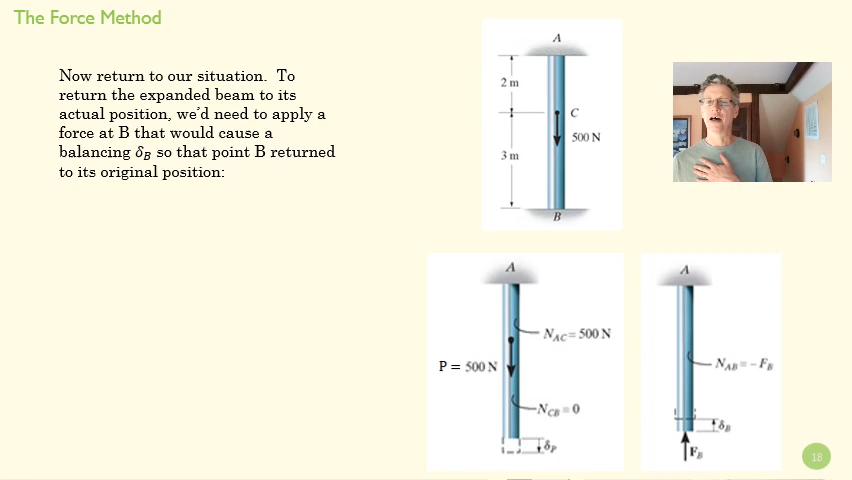 The Force Method
Now return to our situation. To
return the expanded beam to its
actual position, we'd need to apply a
force at B that would cause a
balancing δ_B so that point B returned
to its original position:
A
2 m
C
500 N
3 m
B
A
N_AC = 500 N
P = 500 N
N_CB = 0
δ_P
A
N_AB = − F_B
δ_B
F_B
18